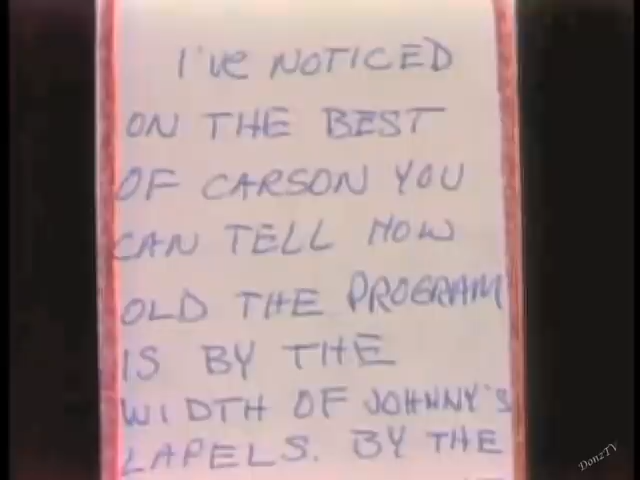 I've NOTICED
ON THE BEST
OF CARSON YOU
CAN TELL HOW
OLD THE PROGRAM
IS BY THE
WIDTH OF JOHNNY'S
LAPELS. BY THE
DonzTV